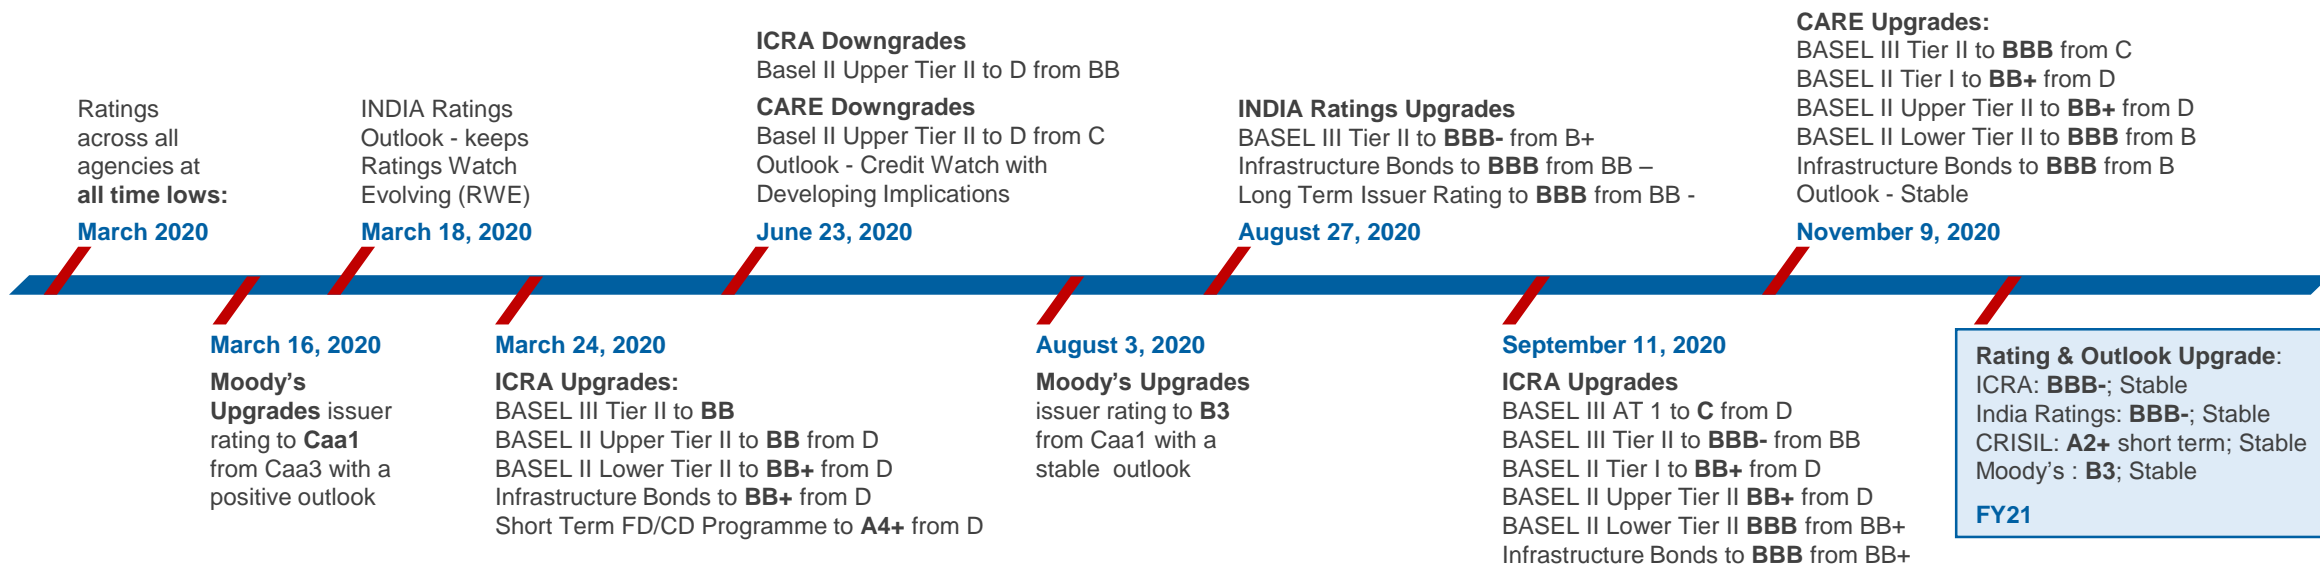 Ratings
across all
agencies at
all time lows:
March 2020
INDIA Ratings
Outlook - keeps
Ratings Watch
Evolving (RWE)
March 18, 2020
ICRA Downgrades
Basel II Upper Tier II to D from BB
CARE Downgrades
Basel II Upper Tier II to D from C
Outlook - Credit Watch with
Developing Implications
June 23, 2020
INDIA Ratings Upgrades
BASEL III Tier II to BBB- from B+
Infrastructure Bonds to BBB from BB –
Long Term Issuer Rating to BBB from BB -
August 27, 2020
CARE Upgrades:
BASEL III Tier II to BBB from C
BASEL II Tier I to BB+ from D
BASEL II Upper Tier II to BB+ from D
BASEL II Lower Tier II to BBB from B
Infrastructure Bonds to BBB from B
Outlook - Stable
November 9, 2020
March 16, 2020
Moody’s
Upgrades issuer
rating to Caa1
from Caa3 with a
positive outlook
March 24, 2020
ICRA Upgrades:
BASEL III Tier II to BB
BASEL II Upper Tier II to BB from D
BASEL II Lower Tier II to BB+ from D
Infrastructure Bonds to BB+ from D
Short Term FD/CD Programme to A4+ from D
August 3, 2020
Moody’s Upgrades
issuer rating to B3
from Caa1 with a
stable outlook
September 11, 2020
ICRA Upgrades
BASEL III AT 1 to C from D
BASEL III Tier II to BBB- from BB
BASEL II Tier I to BB+ from D
BASEL II Upper Tier II BB+ from D
BASEL II Lower Tier II BBB from BB+
Infrastructure Bonds to BBB from BB+
Rating & Outlook Upgrade:
ICRA: BBB-; Stable
India Ratings: BBB-; Stable
CRISIL: A2+ short term; Stable
Moody’s : B3; Stable
FY21